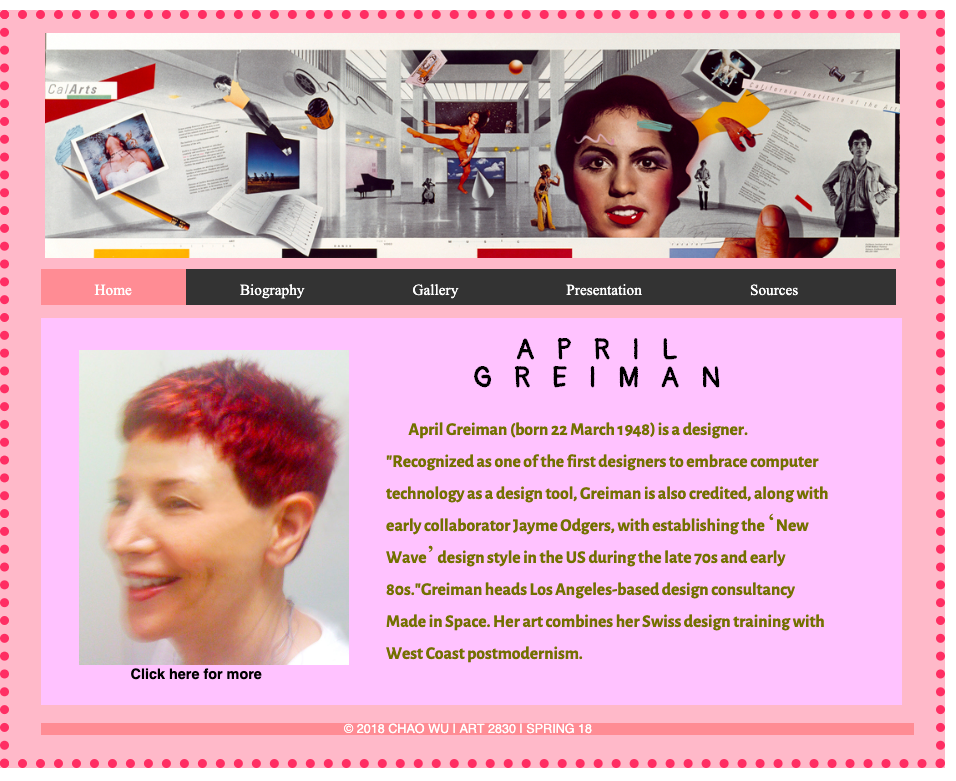 CalArts
California Institute of the Arts
Home Biography Gallery Presentation Sources
APRIL
GREIMAN
April Greiman (born 22 March 1948) is a designer.
"Recognized as one of the first designers to embrace computer
technology as a design tool, Greiman is also credited, along with
early collaborator Jayme Odgers, with establishing the ‘New
Wave’ design style in the US during the late 70s and early
80s."Greiman heads Los Angeles-based design consultancy
Made in Space. Her art combines her Swiss design training with
West Coast postmodernism.
Click here for more
© 2018 CHAO WU | ART 2830 | SPRING 18